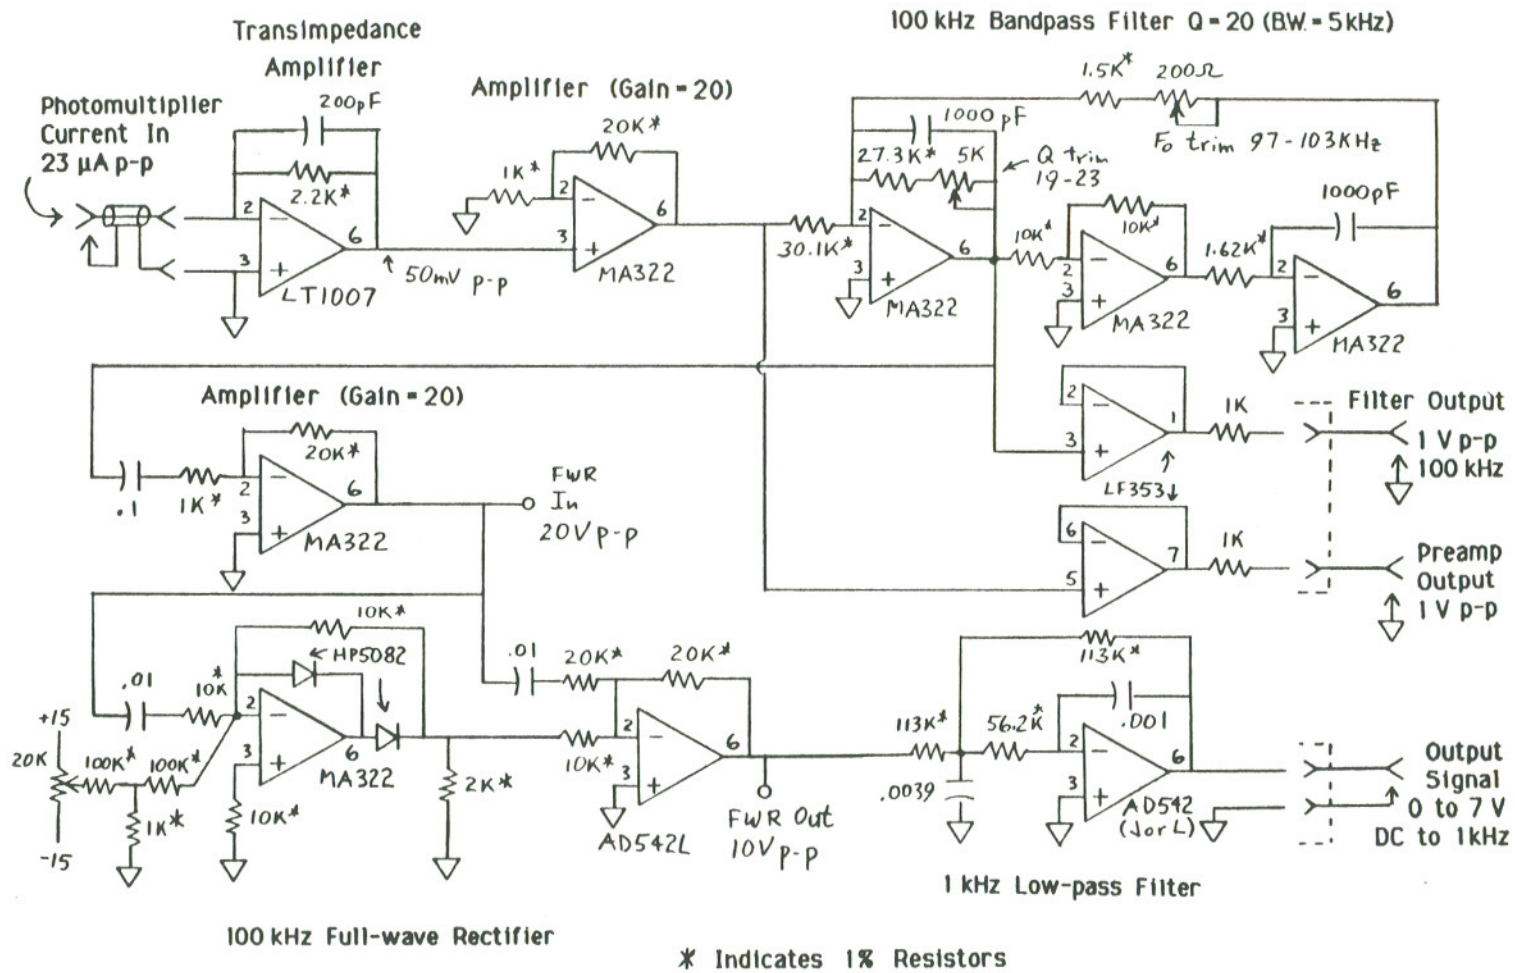 100 kHz Bandpass Filter Q = 20 (B.W. = 5 kHz)
Transimpedance
Amplifier
200pF
2.2K*
2
3
6
LT1007
Photomultiplier
Current In
23 µA p-p
50mV p-p
Amplifier (Gain = 20)
20K*
1K*
2
3
6
MA322
1.5K*
200Ω
Fo trim 97-103KHz
1000pF
27.3K*
5K
Q trim
19-23
30.1K*
2
3
6
MA322
10K*
10K*
2
3
6
MA322
1.62K*
1000pF
2
3
6
MA322
Amplifier (Gain = 20)
20K*
.1
1K*
2
3
6
MA322
FWR
In
20V p-p
2
3
1
LF353
1K
Filter Output
1 V p-p
100 kHz
6
5
7
1K
Preamp
Output
1 V p-p
10K*
HP5082
.01
10K*
2
3
6
MA322
+15
20K
-15
100K*
100K*
1K*
10K*
2K*
.01
20K*
20K*
10K*
2
3
6
AD542L
FWR Out
10V p-p
113K*
113K*
56.2K*
.001
.0039
2
3
6
AD542
(J or L)
Output
Signal
0 to 7 V
DC to 1 kHz
1 kHz Low-pass Filter
100 kHz Full-wave Rectifier
* Indicates 1% Resistors